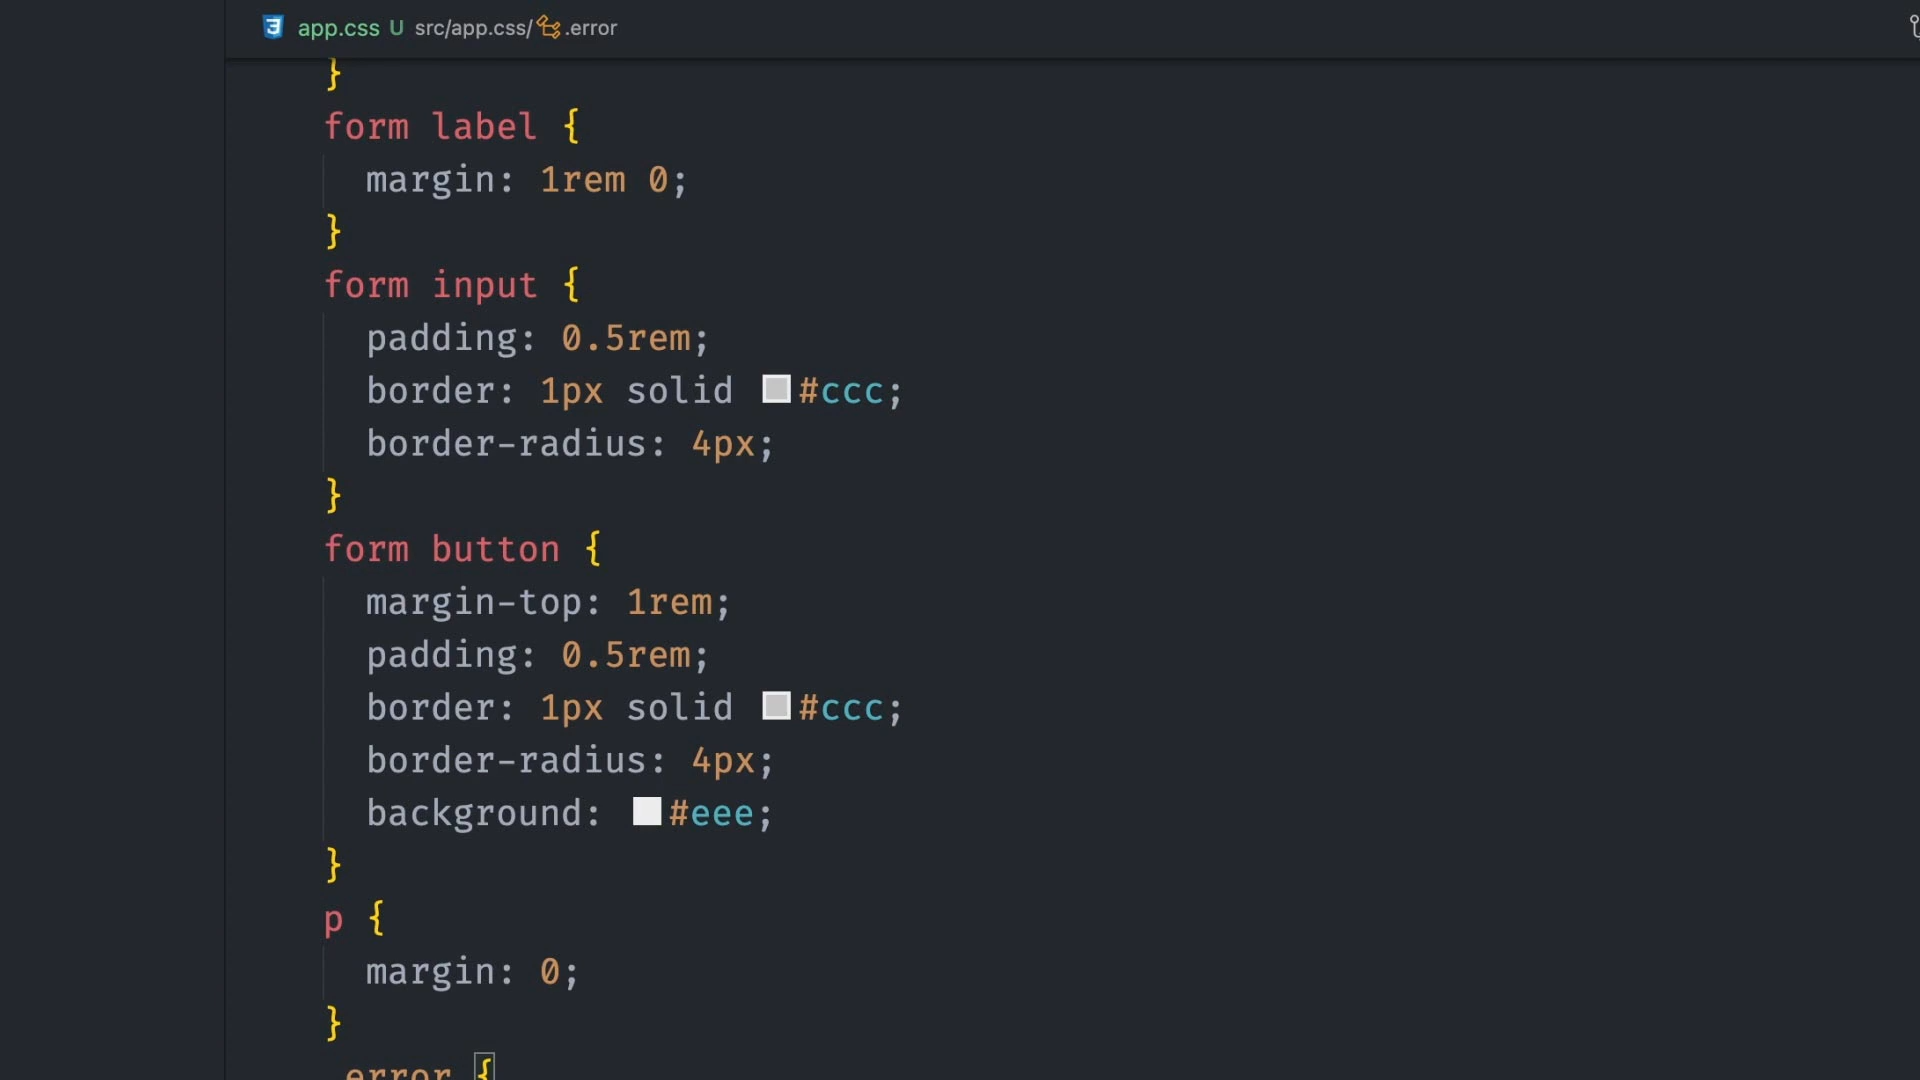 app.css U src/app.css/ .error
}
form label {
margin: 1rem 0;
}
form input {
padding: 0.5rem;
border: 1px solid #ccc;
border-radius: 4px;
}
form button {
margin-top: 1rem;
padding: 0.5rem;
border: 1px solid #ccc;
border-radius: 4px;
background: #eee;
}
p {
margin: 0;
}
.error {